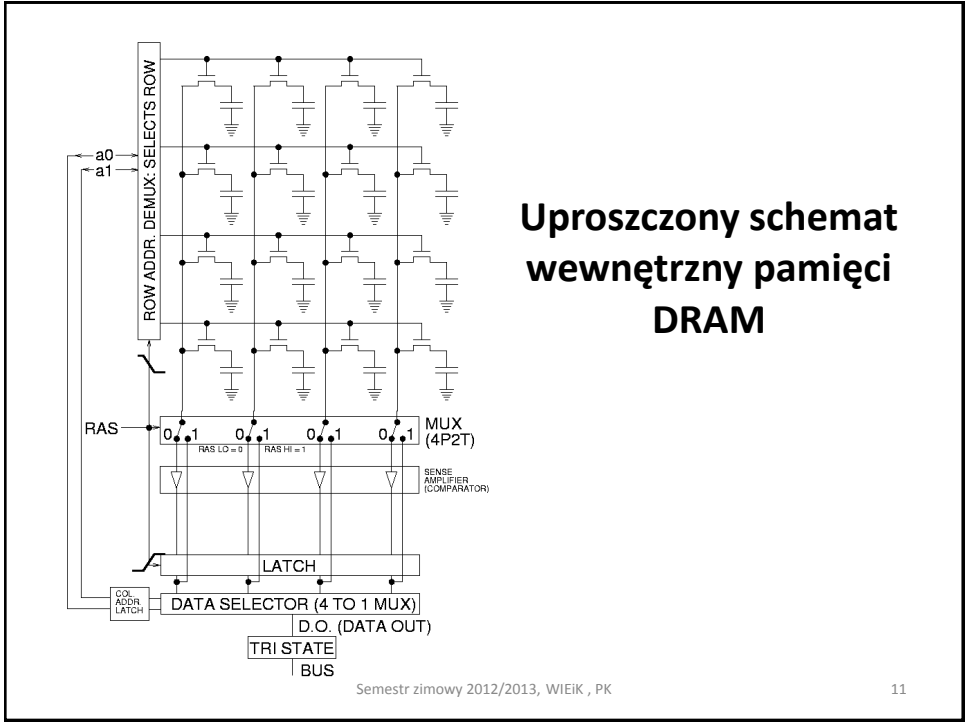 ROW ADDR. DEMUX: SELECTS ROW
a0
a1
Uproszczony schemat
wewnętrzny pamięci
DRAM
RAS
0 1 0 1 0 1 0 1
RAS LO = 0 RAS HI = 1
MUX
(4P2T)
SENSE
AMPLIFIER
(COMPARATOR)
LATCH
COL.
ADDR.
LATCH
DATA SELECTOR (4 TO 1 MUX)
D.O. (DATA OUT)
TRI STATE
BUS
Semestr zimowy 2012/2013, WIEiK , PK
11